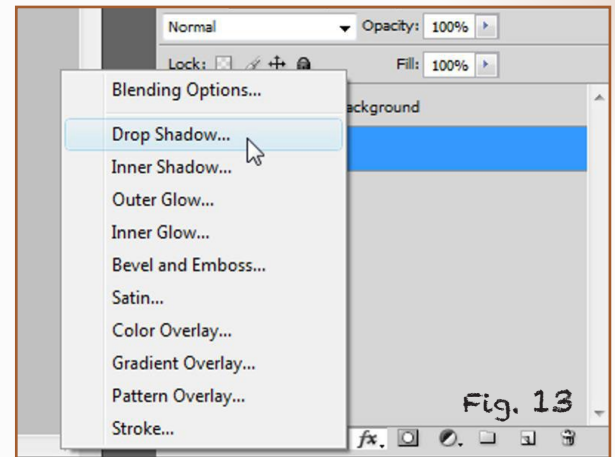 Normal Opacity: 100%
Lock: Fill: 100%
Blending Options...
ackground
Drop Shadow...
Inner Shadow...
Outer Glow...
Inner Glow...
Bevel and Emboss...
Satin...
Color Overlay...
Gradient Overlay...
Pattern Overlay...
Stroke...
Fig. 13
fx.